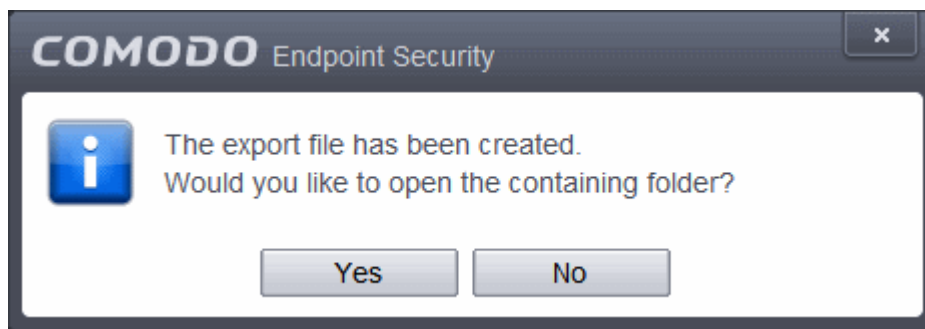 COMODO Endpoint Security
The export file has been created.
Would you like to open the containing folder?
Yes No